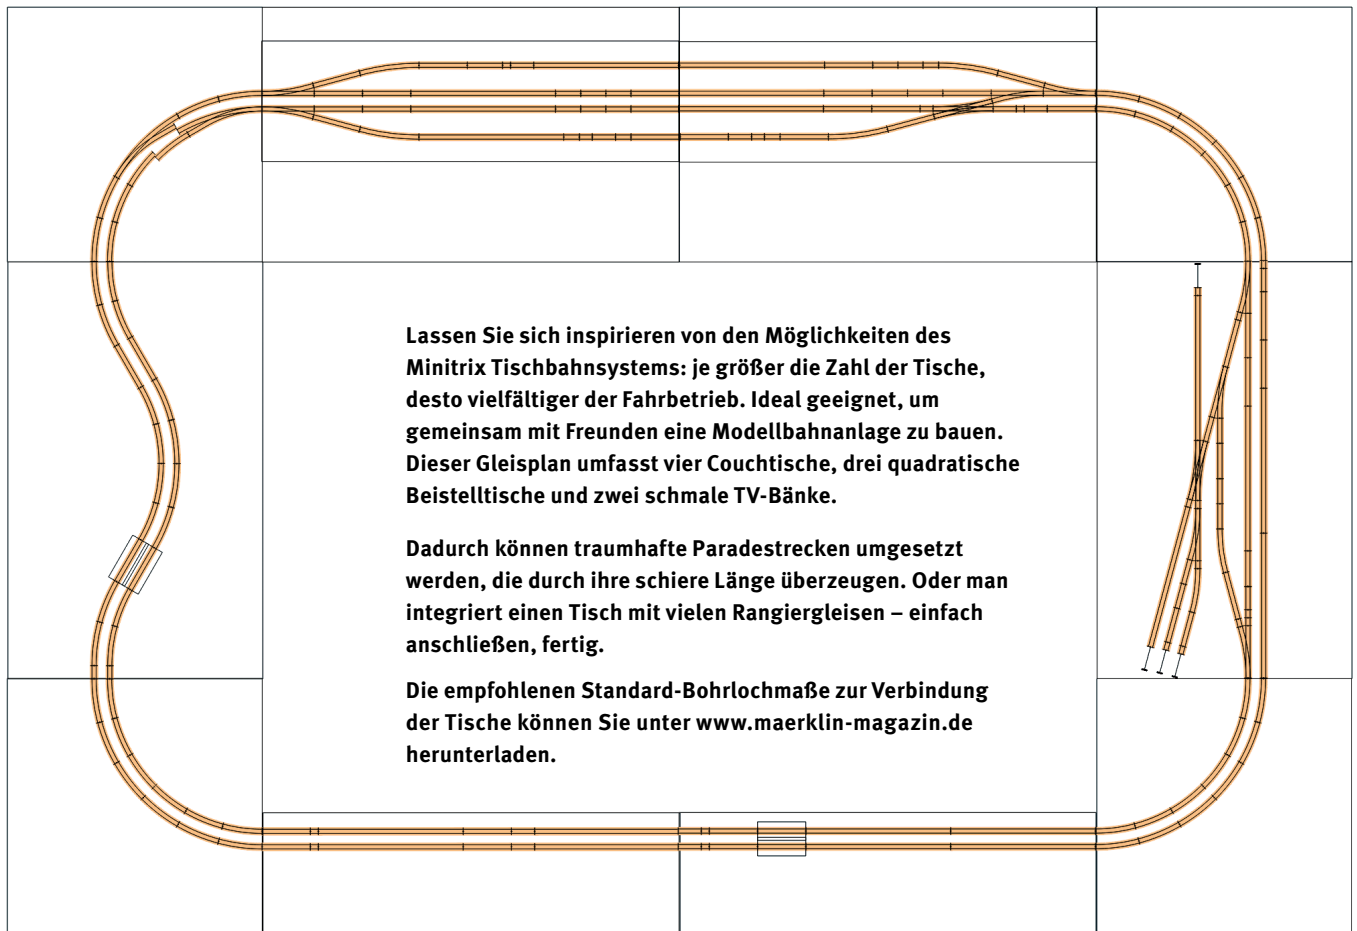 Lassen Sie sich inspirieren von den Möglichkeiten des
Minitrix Tischbahnsystems: je größer die Zahl der Tische,
desto vielfältiger der Fahrbetrieb. Ideal geeignet, um
gemeinsam mit Freunden eine Modellbahnanlage zu bauen.
Dieser Gleisplan umfasst vier Couchtische, drei quadratische
Beistelltische und zwei schmale TV-Bänke.
Dadurch können traumhafte Paradestrecken umgesetzt
werden, die durch ihre schiere Länge überzeugen. Oder man
integriert einen Tisch mit vielen Rangiergleisen – einfach
anschließen, fertig.
Die empfohlenen Standard-Bohrlochmaße zur Verbindung
der Tische können Sie unter www.maerklin-magazin.de
herunterladen.